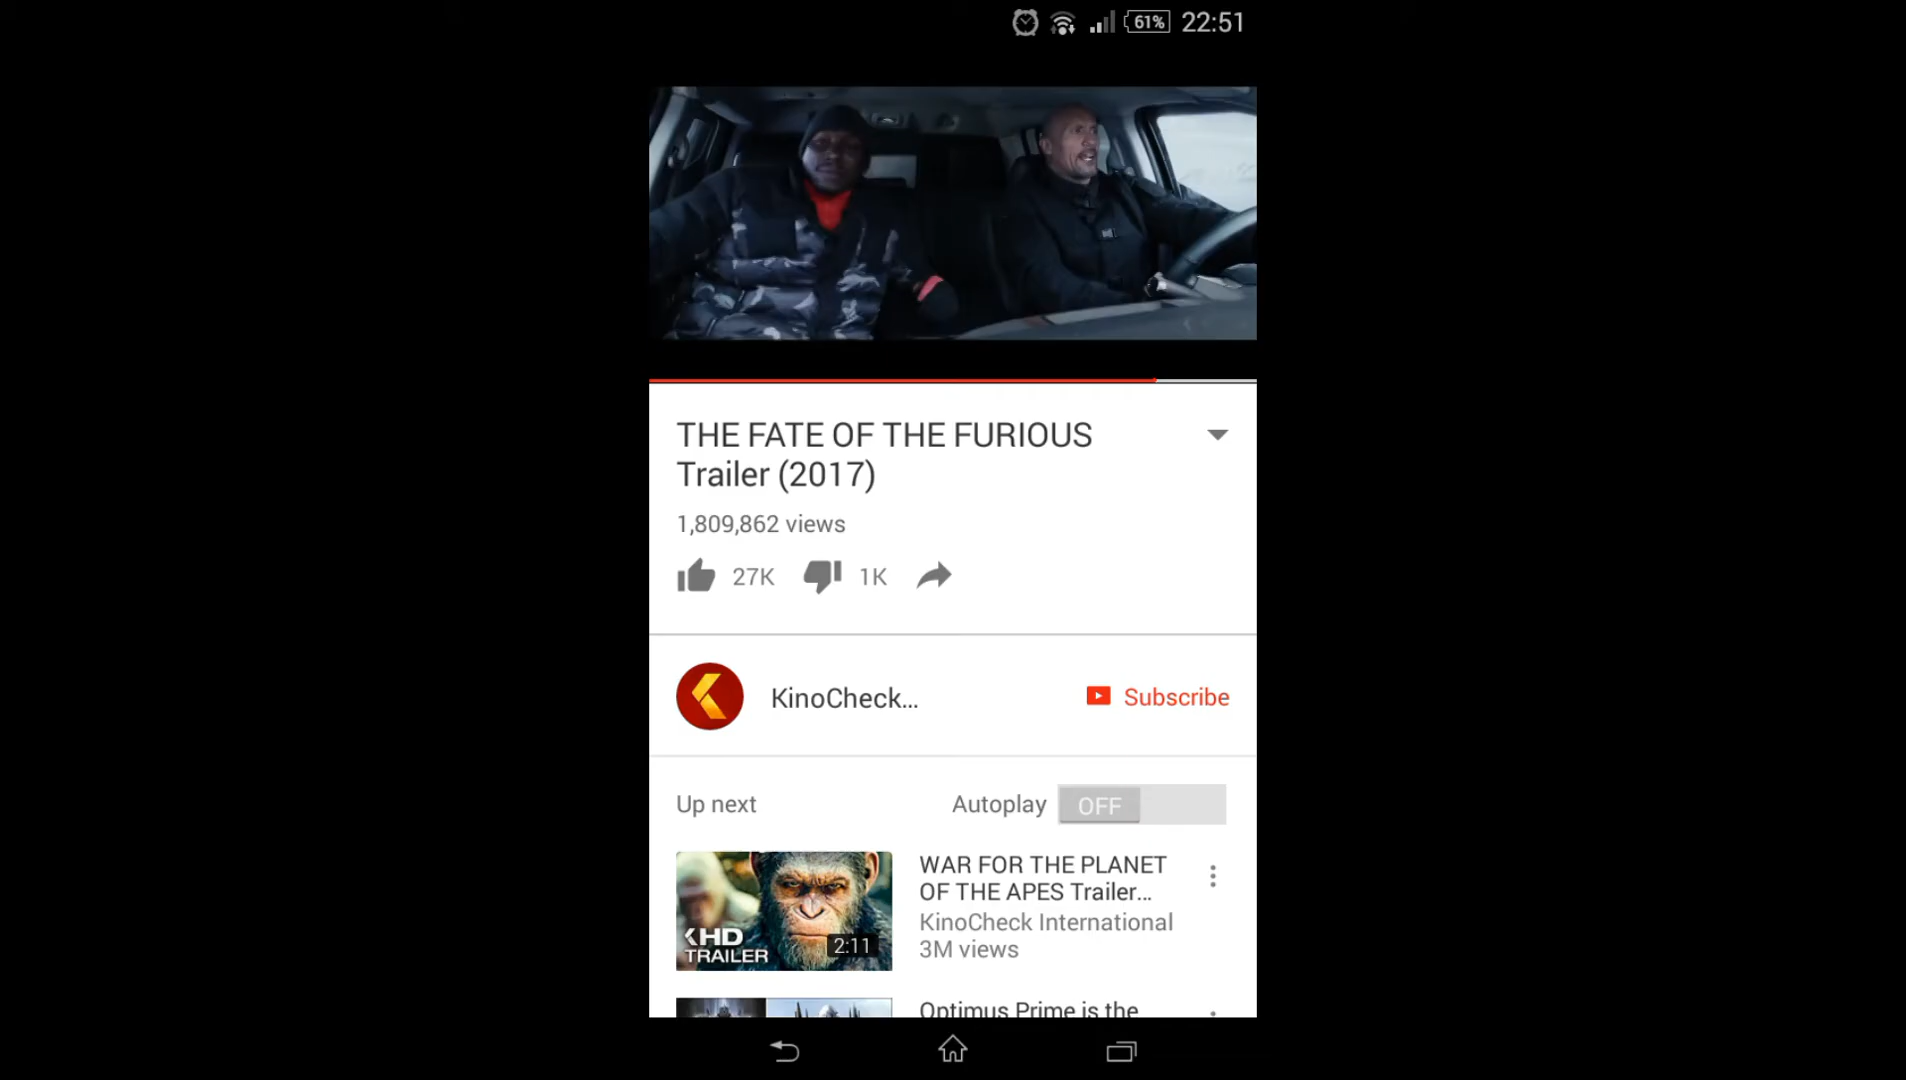 61% 22:51
THE FATE OF THE FURIOUS
Trailer (2017)
1,809,862 views
27K 1K
KinoCheck... Subscribe
Up next Autoplay OFF
WAR FOR THE PLANET
OF THE APES Trailer...
KinoCheck International
3M views
KHD
TRAILER
2:11
Optimus Prime is the